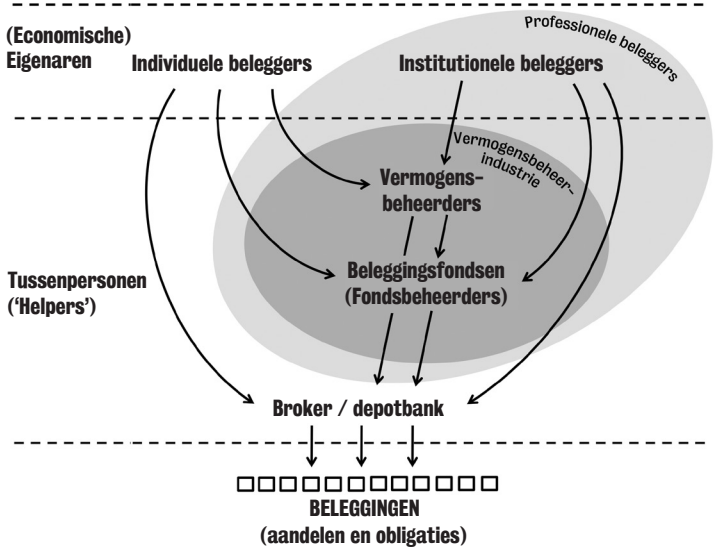 (Economische)
Eigenaren
Individuele beleggers
Institutionele beleggers
Professionele beleggers
Vermogensbeheer-
industrie
Vermogens-
beheerders
Beleggingsfondsen
(Fondsbeheerders)
Tussenpersonen
(‘Helpers’)
Broker / depotbank
BELEGGINGEN
(aandelen en obligaties)